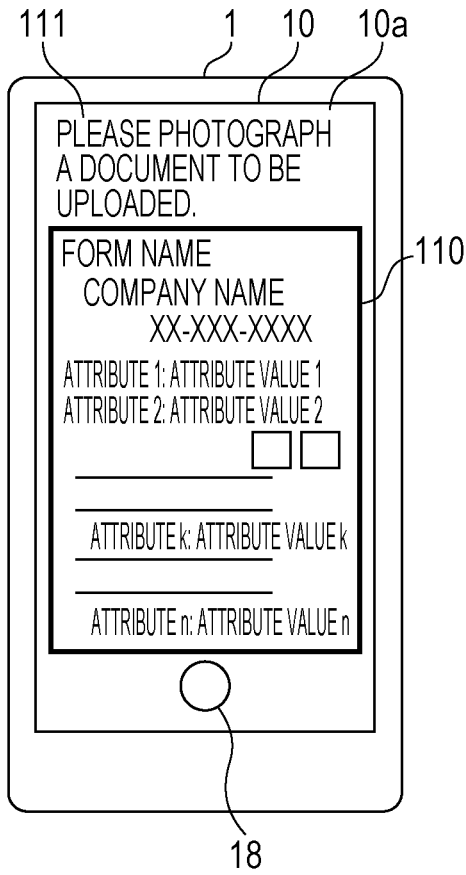 111 1 10 10a
PLEASE PHOTOGRAPH
A DOCUMENT TO BE
UPLOADED.
FORM NAME
110
COMPANY NAME
XX-XXX-XXXX
ATTRIBUTE 1: ATTRIBUTE VALUE 1
ATTRIBUTE 2: ATTRIBUTE VALUE 2
ATTRIBUTE k: ATTRIBUTE VALUE k
ATTRIBUTE n: ATTRIBUTE VALUE n
18